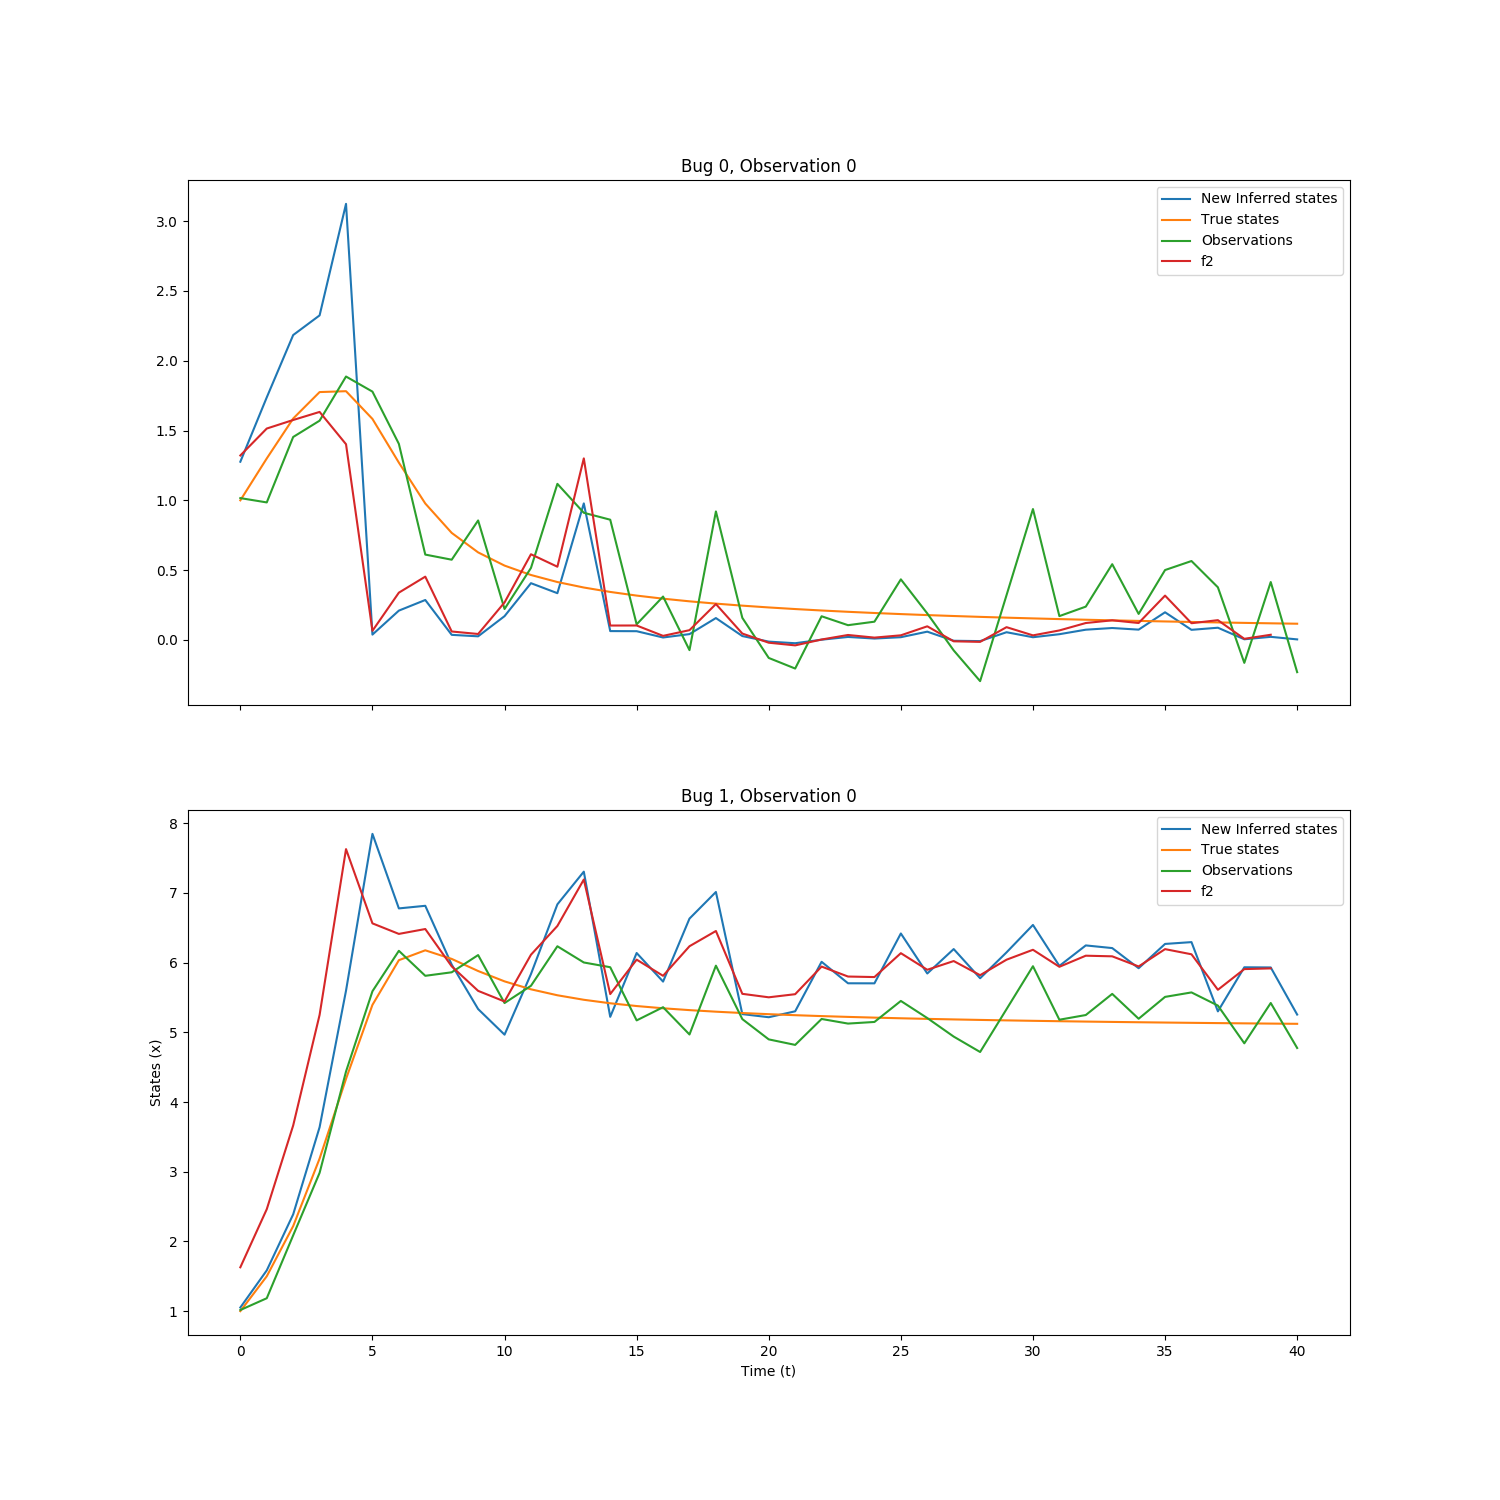 Bug 0, Observation 0
New Inferred states
True states
Observations
f2
3.0
2.5
2.0
1.5
1.0
0.5
0.0
Bug 1, Observation 0
New Inferred states
True states
Observations
f2
8
7
6
5
4
3
2
1
States (x)
0 5 10 15 20 25 30 35 40
Time (t)